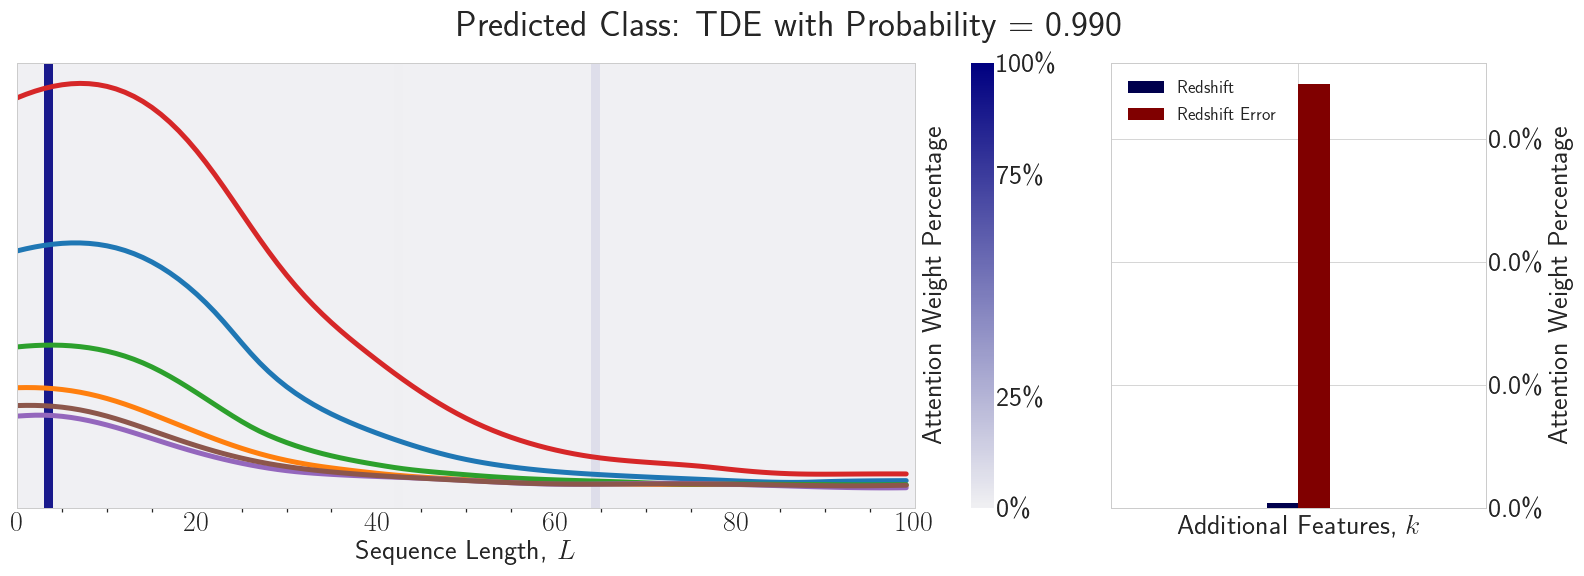 Predicted Class: TDE with Probability = 0.990
0
20
40
60
80
100
Sequence Length, L
100%
75%
25%
0%
Attention Weight Percentage
Redshift
Redshift Error
0.0%
0.0%
0.0%
0.0%
Attention Weight Percentage
Additional Features, k